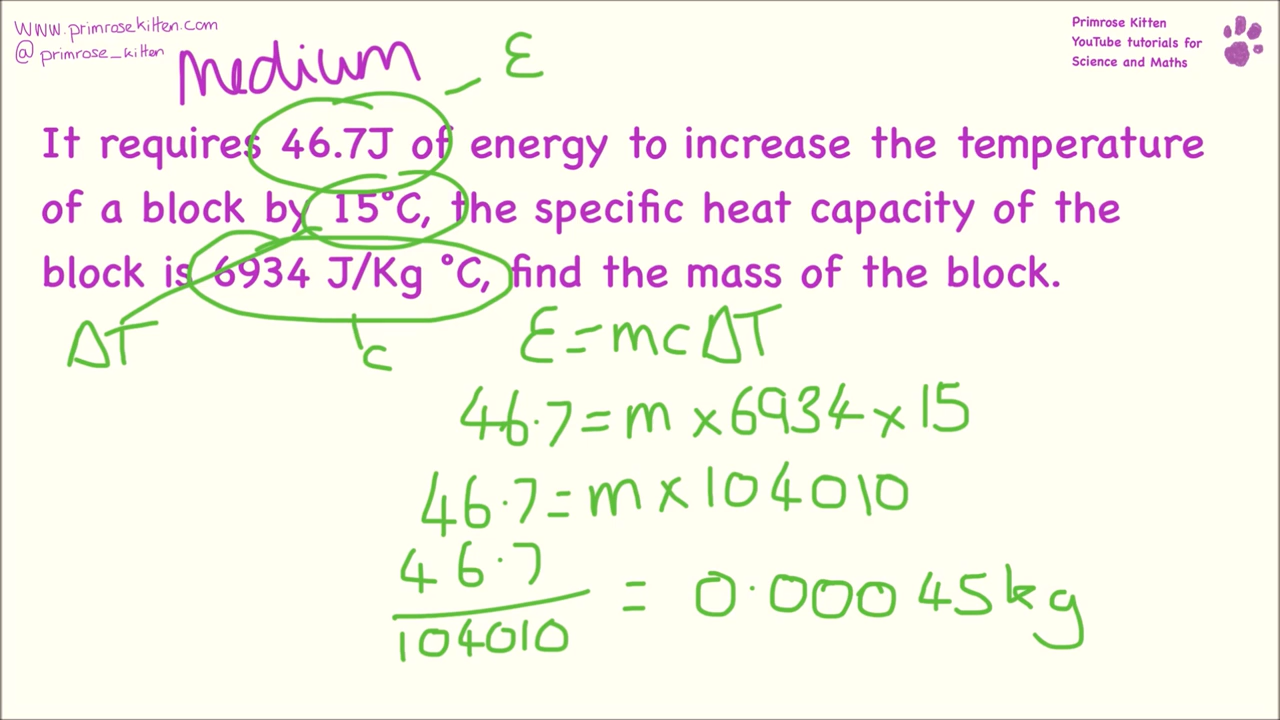 www.primrosekitten.com
@primrose_kitten
Primrose Kitten
YouTube tutorials for
Science and Maths
Medium
E
It requires 46.7J of energy to increase the temperature
of a block by 15°C, the specific heat capacity of the
block is 6934 J/Kg °C, find the mass of the block.
ΔT
c
E=mcΔT
46.7=m×6934×15
46.7=m×104010
46.7
104010
= 0.00045kg